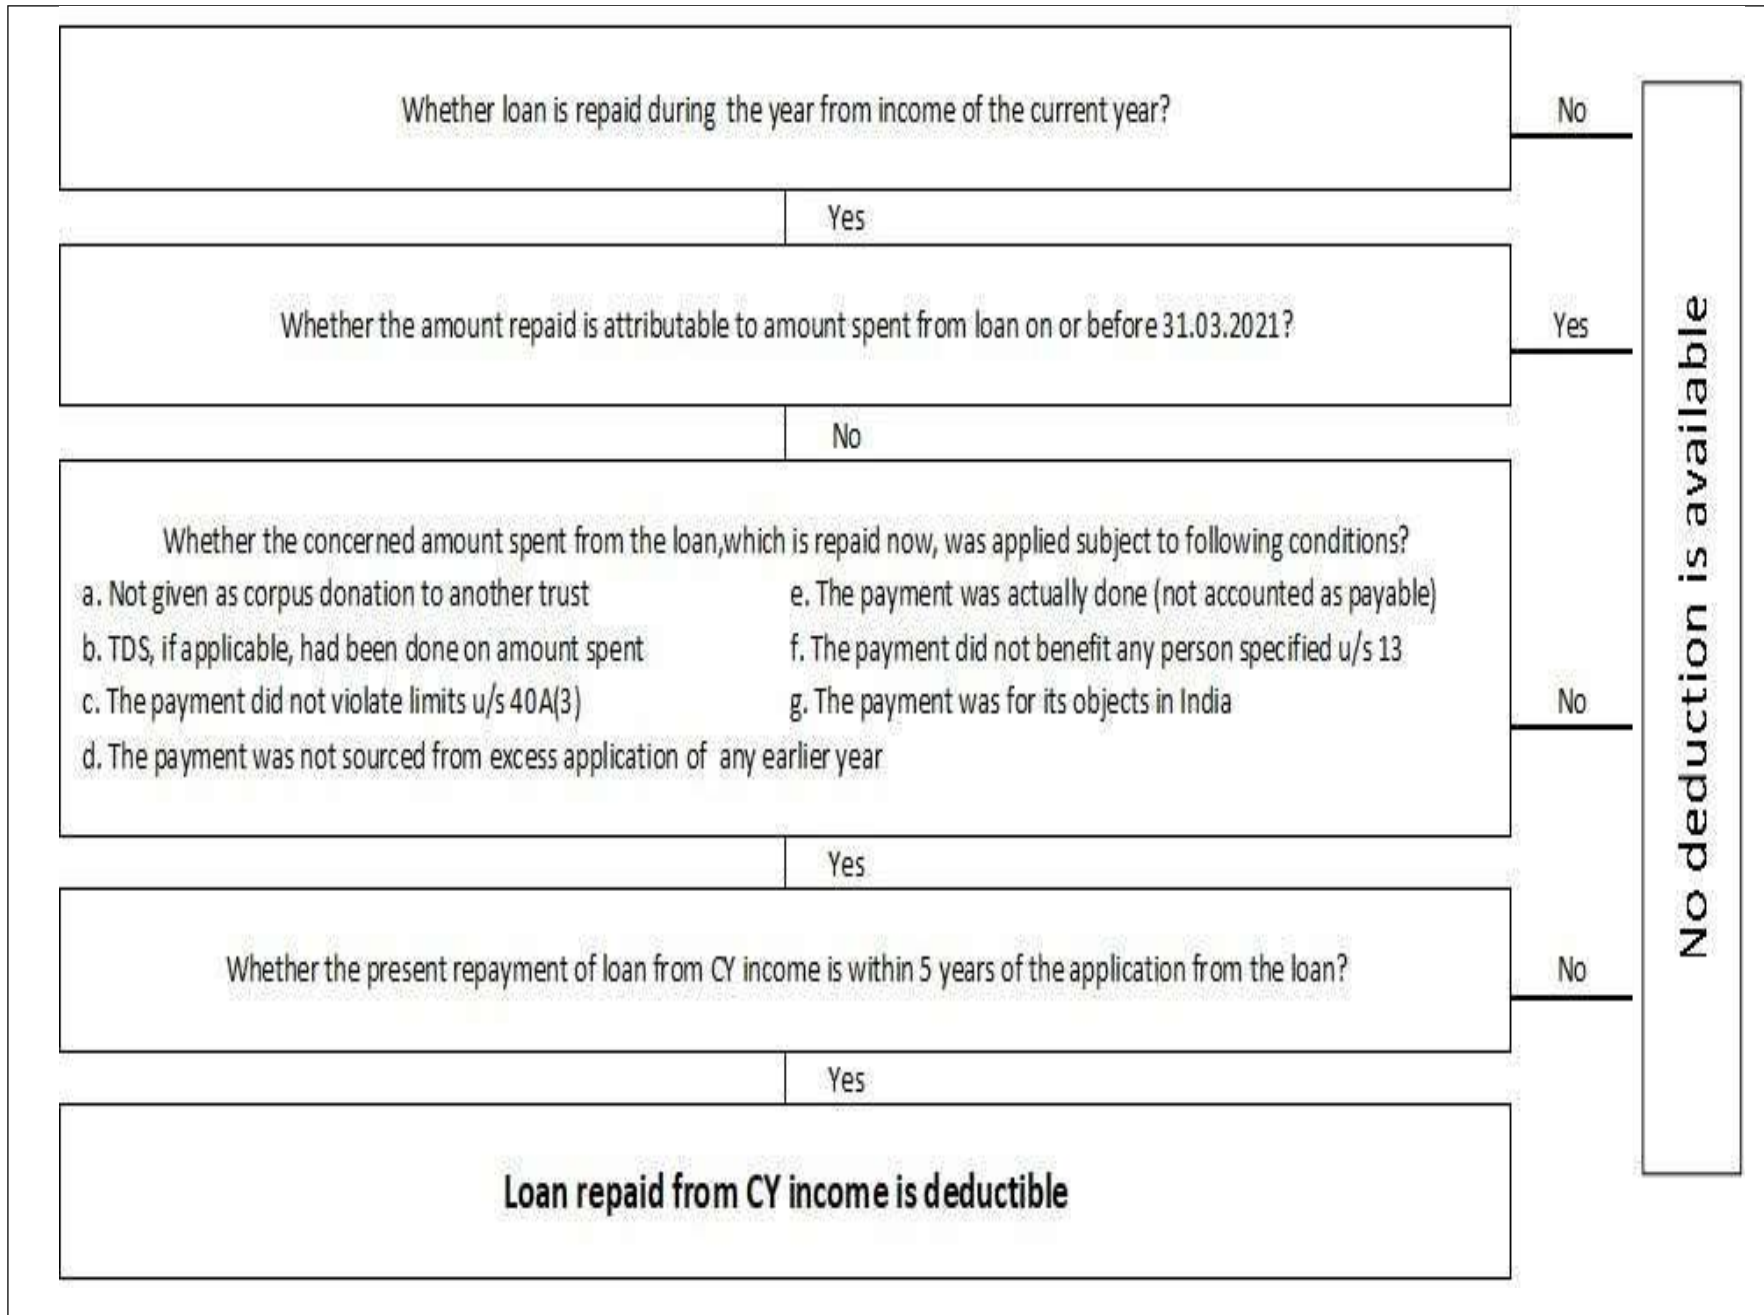 Whether loan is repaid during the year from income of the current year?
No
Yes
Whether the amount repaid is attributable to amount spent from loan on or before 31.03.2021?
Yes
No
Whether the concerned amount spent from the loan,which is repaid now, was applied subject to following conditions?
a. Not given as corpus donation to another trust
b. TDS, if applicable, had been done on amount spent
c. The payment did not violate limits u/s 40A(3)
d. The payment was not sourced from excess application of any earlier year
e. The payment was actually done (not accounted as payable)
f. The payment did not benefit any person specified u/s 13
g. The payment was for its objects in India
No
Yes
Whether the present repayment of loan from CY income is within 5 years of the application from the loan?
No
Yes
Loan repaid from CY income is deductible
No deduction is available